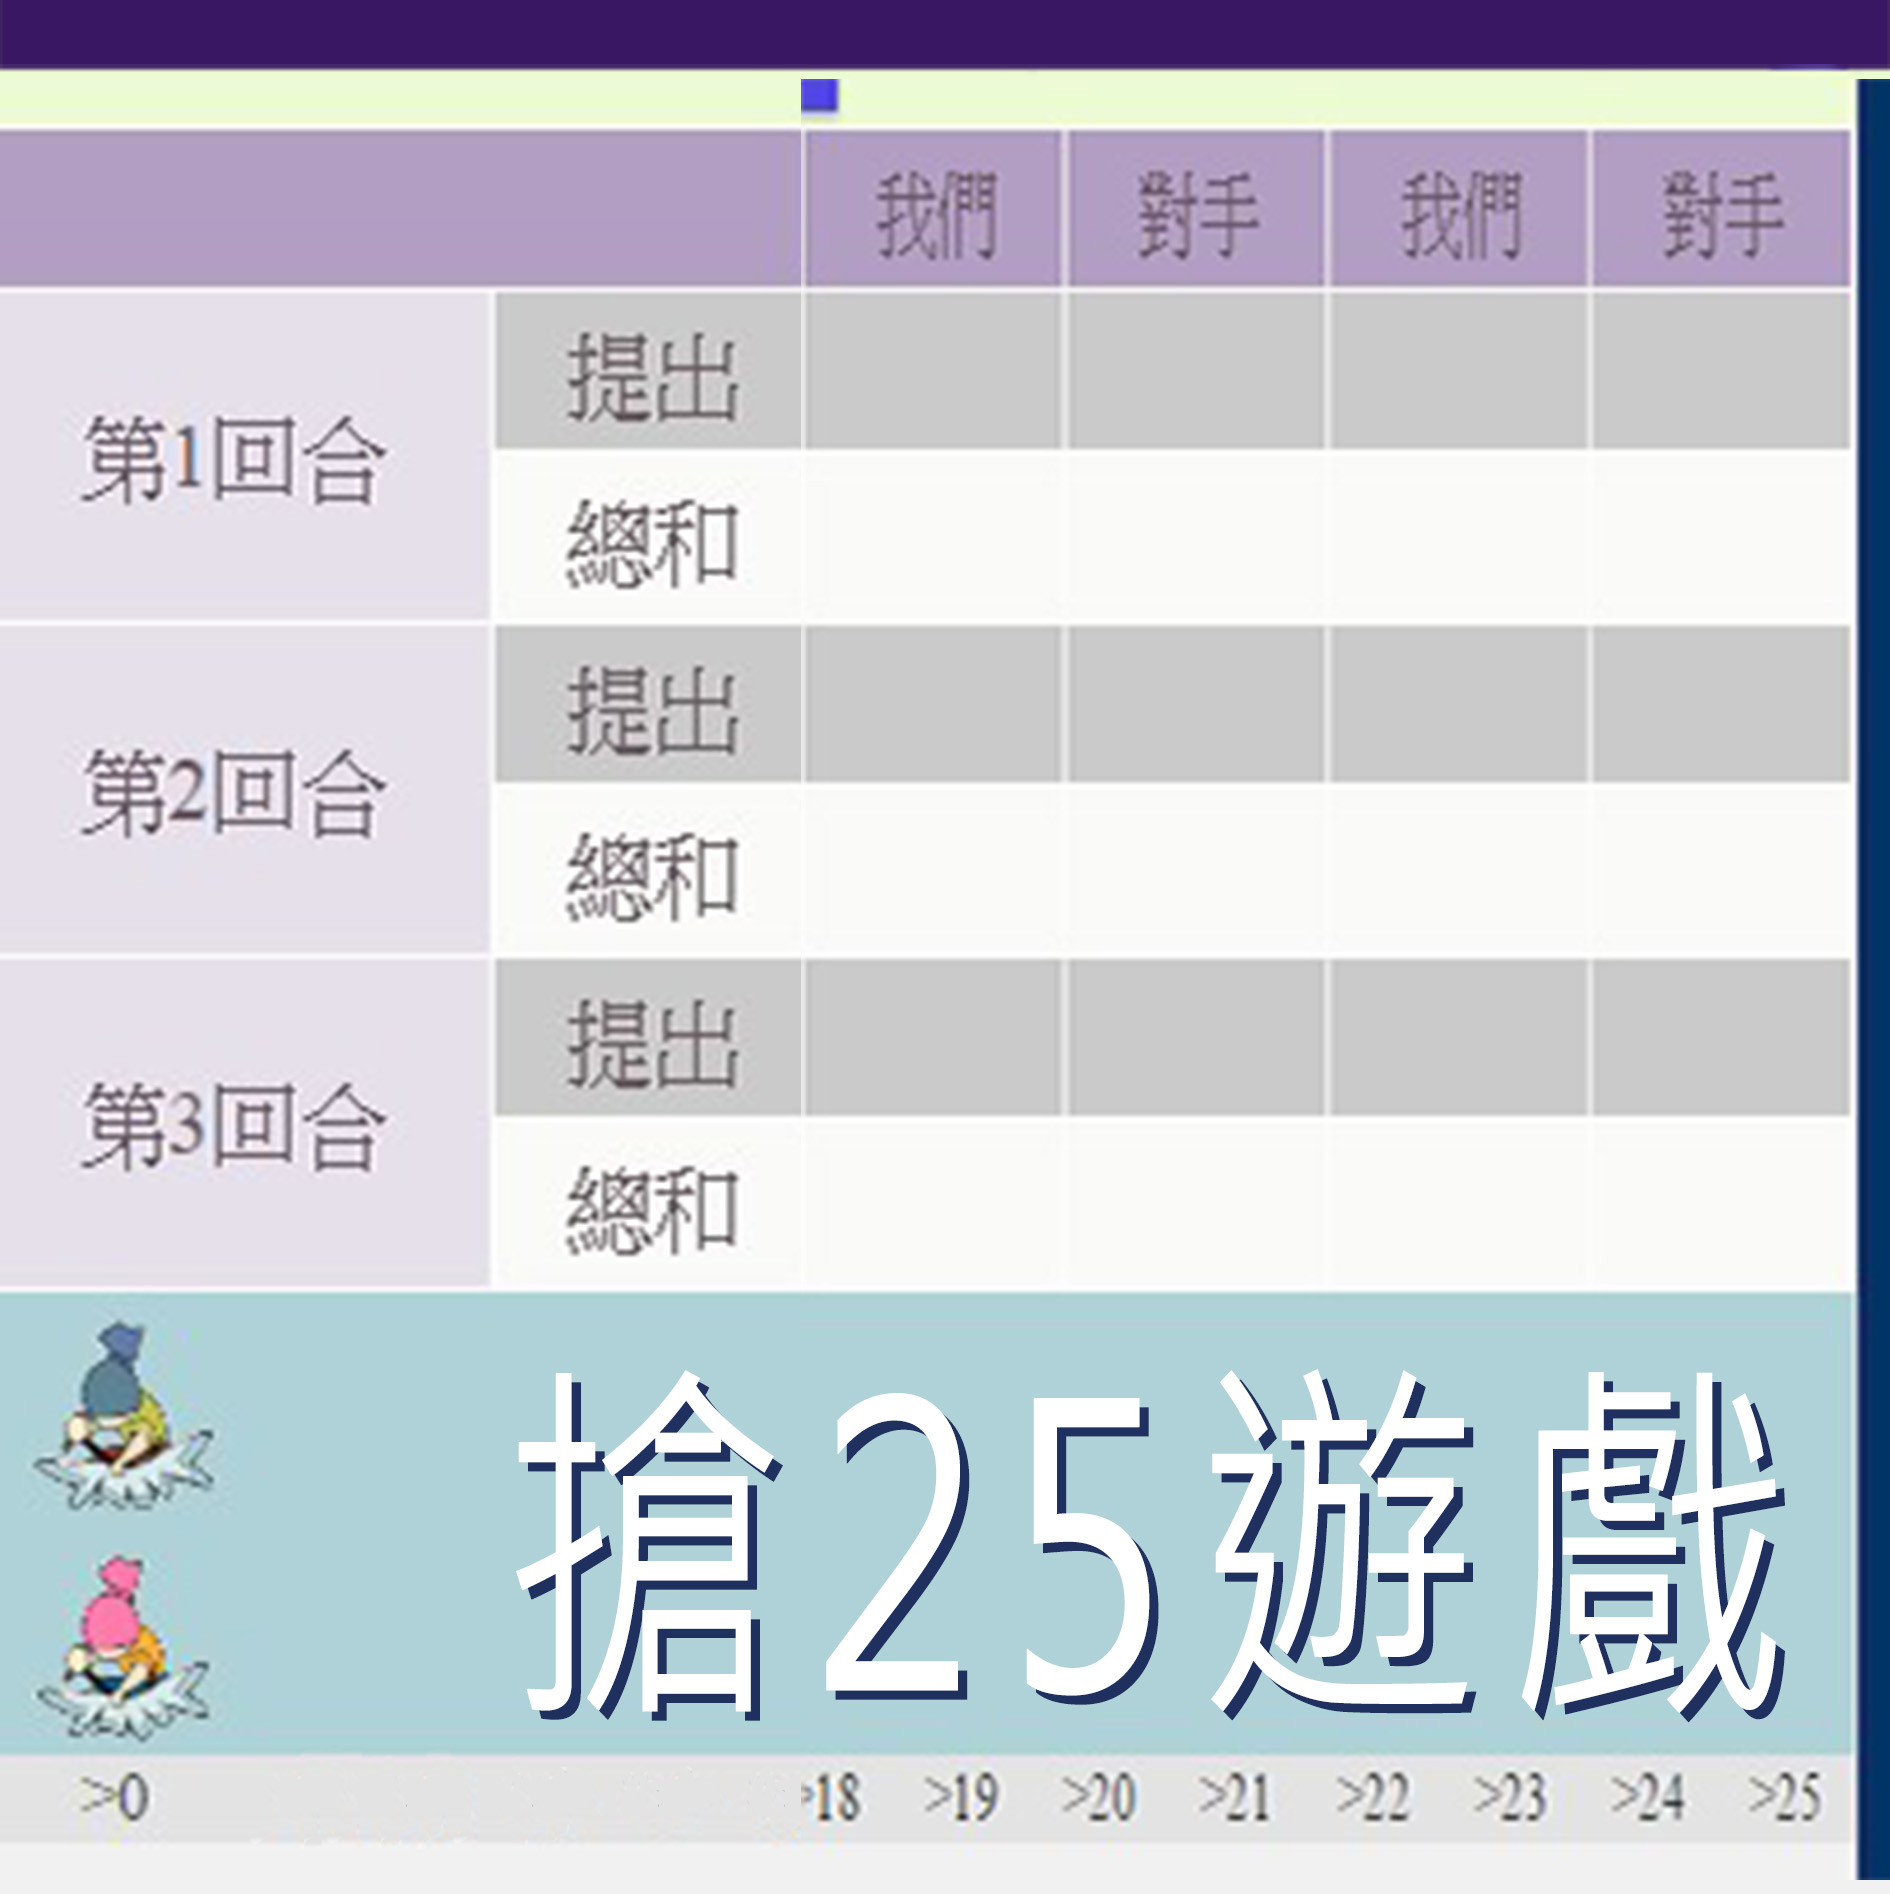 我們 對手 我們 對手
第1回合
提出
總和
第2回合
提出
總和
第3回合
提出
總和
搶25遊戲
>0 >18 >19 >20 >21 >22 >23 >24 >25